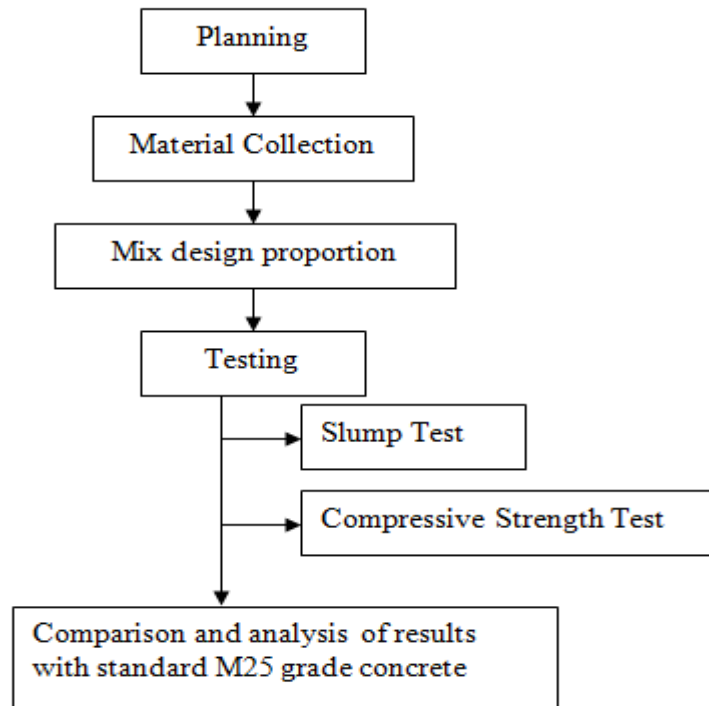 Planning
Material Collection
Mix design proportion
Testing
Slump Test
Compressive Strength Test
Comparison and analysis of results
with standard M25 grade concrete